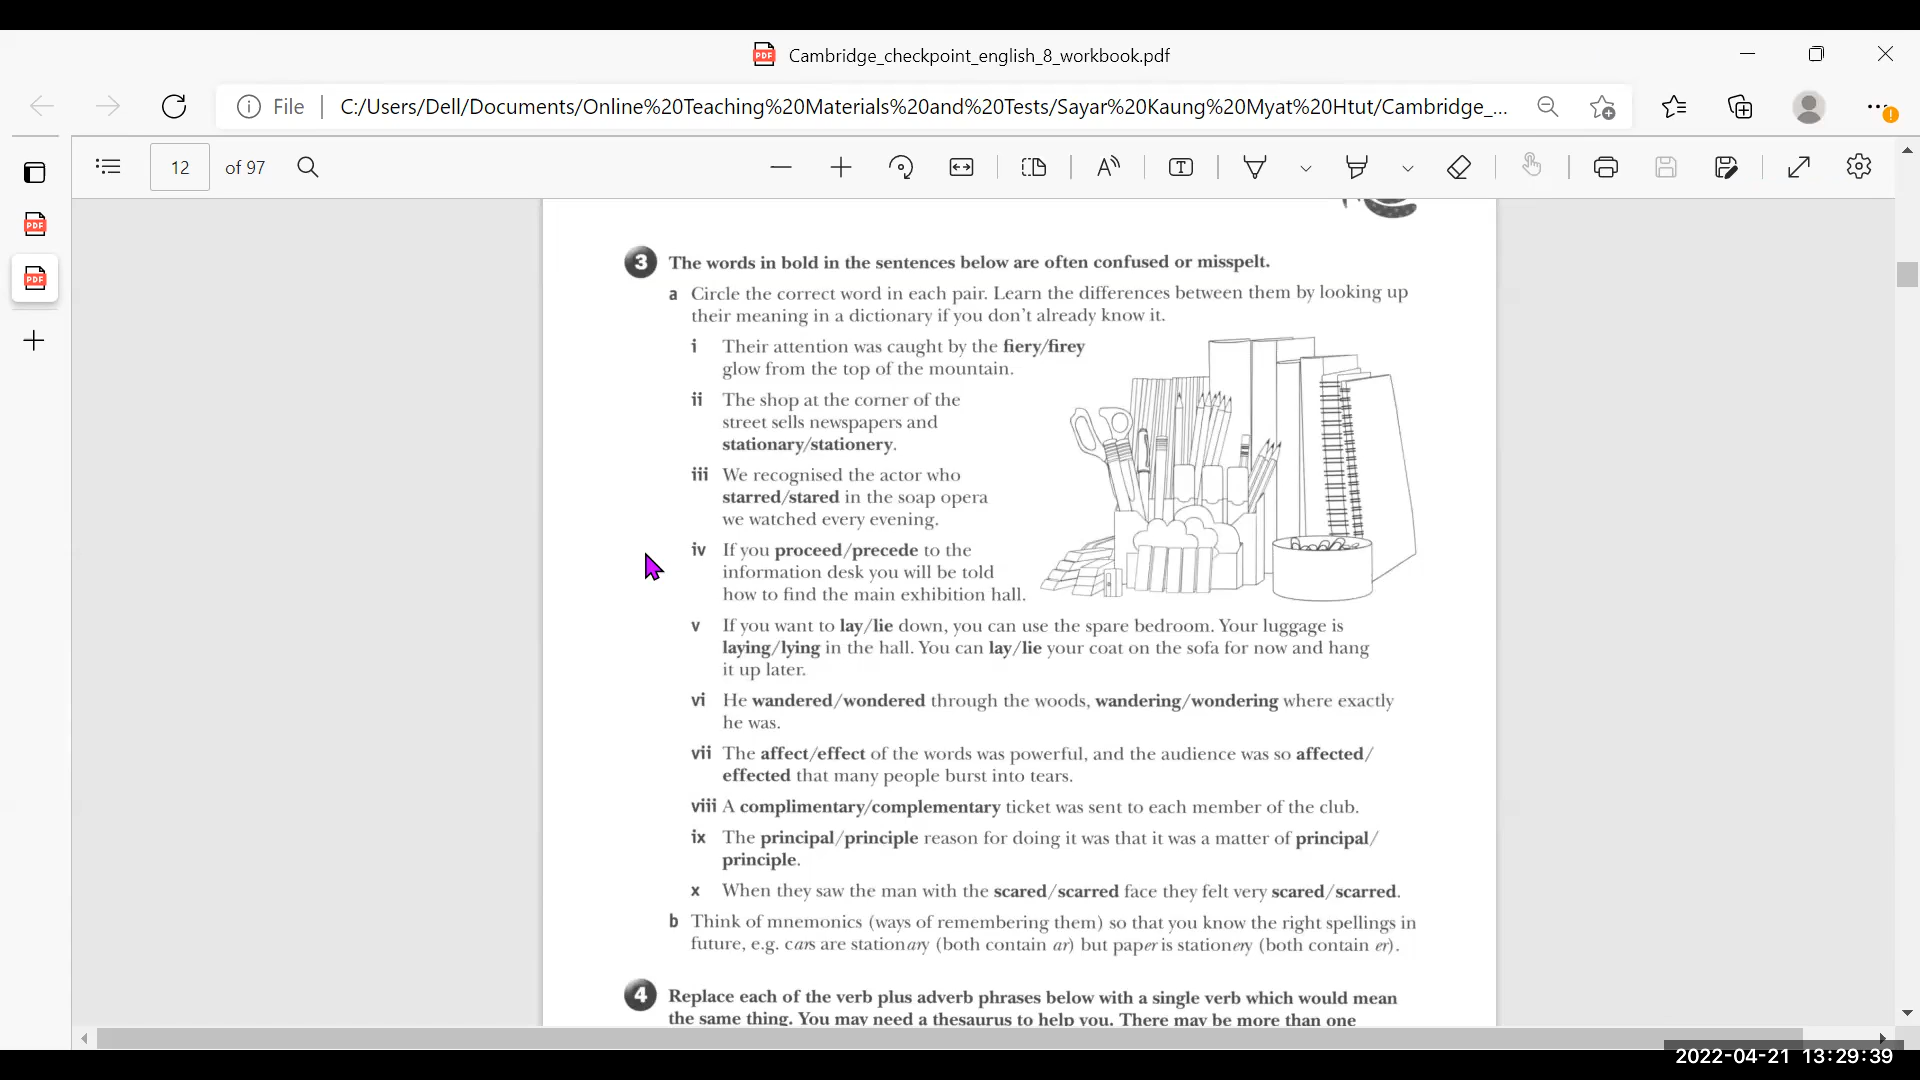 Cambridge_checkpoint_english_8_workbook.pdf
File C:/Users/Dell/Documents/Online%20Teaching%20Materials%20and%20Tests/Sayar%20Kaung%20Myat%20Htut/Cambridge_...
12 of 97
3 The words in bold in the sentences below are often confused or misspelt.
a Circle the correct word in each pair. Learn the differences between them by looking up
their meaning in a dictionary if you don't already know it.
i Their attention was caught by the fiery/firey
glow from the top of the mountain.
ii The shop at the corner of the
street sells newspapers and
stationary/stationery.
iii We recognised the actor who
starred/stared in the soap opera
we watched every evening.
iv If you proceed/precede to the
information desk you will be told
how to find the main exhibition hall.
v If you want to lay/lie down, you can use the spare bedroom. Your luggage is
laying/lying in the hall. You can lay/lie your coat on the sofa for now and hang
it up later.
vi He wandered/wondered through the woods, wandering/wondering where exactly
he was.
vii The affect/effect of the words was powerful, and the audience was so affected/
effected that many people burst into tears.
viii A complimentary/complementary ticket was sent to each member of the club.
ix The principal/principle reason for doing it was that it was a matter of principal/
principle.
x When they saw the man with the scared/scarred face they felt very scared/scarred.
b Think of mnemonics (ways of remembering them) so that you know the right spellings in
future, e.g. cars are stationary (both contain ar) but paper is stationery (both contain er).
4 Replace each of the verb plus adverb phrases below with a single verb which would mean
the same thing. You may need a thesaurus to help you. There may be more than one
2022-04-21 13:29:39